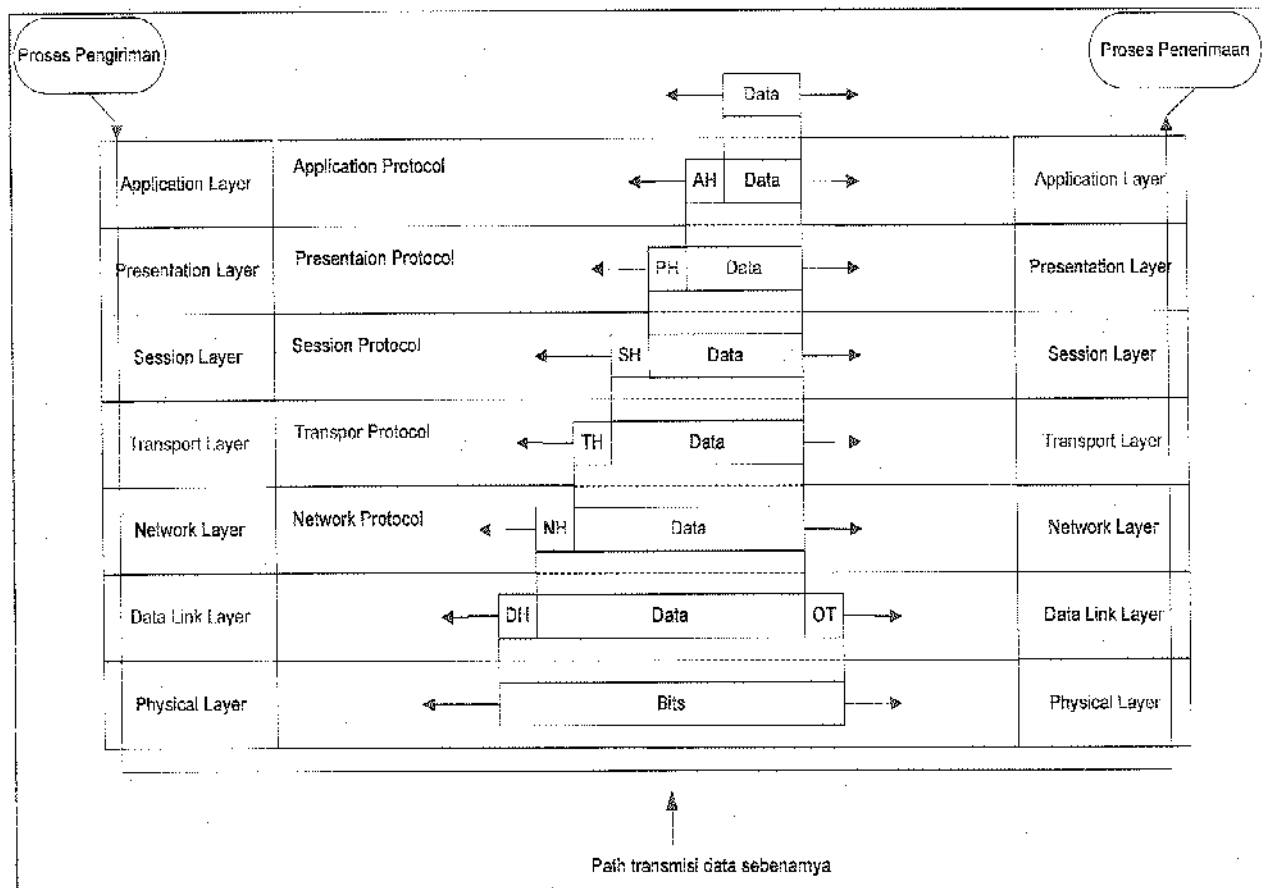 Proses Pengiriman
Proses Penerimaan
Data
Application Layer
Application Protocol
AH
Data
Application Layer
Presentation Layer
Presentaion Protocol
PH
Data
Presentation Layer
Session Layer
Session Protocol
SH
Data
Session Layer
Transport Layer
Transpor Protocol
TH
Data
Transport Layer
Network Layer
Network Protocol
NH
Data
Network Layer
Data Link Layer
DH
Data
OT
Data Link Layer
Physical Layer
Bits
Physical Layer
Path transmisi data sebenarnya